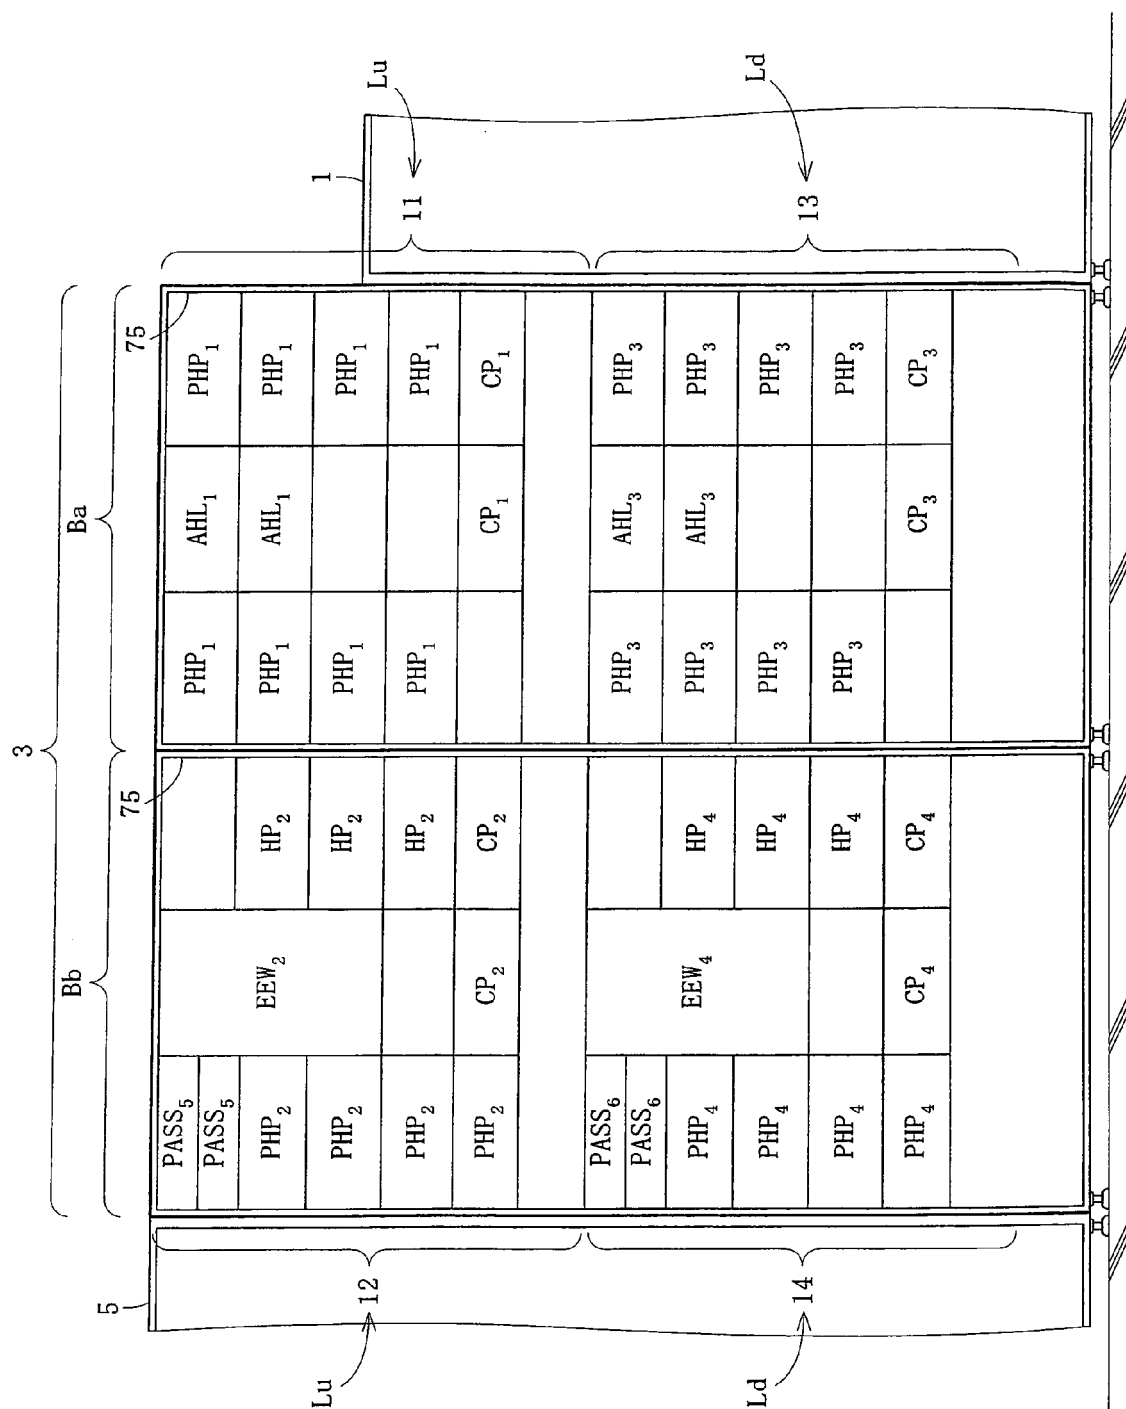 3
Bb Ba
5 75 75 1
PASS₅ PHP₁ AHL₁ PHP₁
PASS₅
PHP₂ EEW₂ HP₂ PHP₁ AHL₁ PHP₁
PHP₂ HP₂ PHP₁ PHP₁
Lu 12 11 Lu
PHP₂ HP₂ PHP₁ PHP₁
PHP₂ CP₂ CP₂ CP₁ CP₁
PASS₆ PHP₃ AHL₃ PHP₃
PASS₆
PHP₄ EEW₄ HP₄ PHP₃ AHL₃ PHP₃
PHP₄ HP₄ PHP₃ PHP₃
Ld 14 13 Ld
PHP₄ HP₄ PHP₃ PHP₃
PHP₄ CP₄ CP₄ CP₃ CP₃